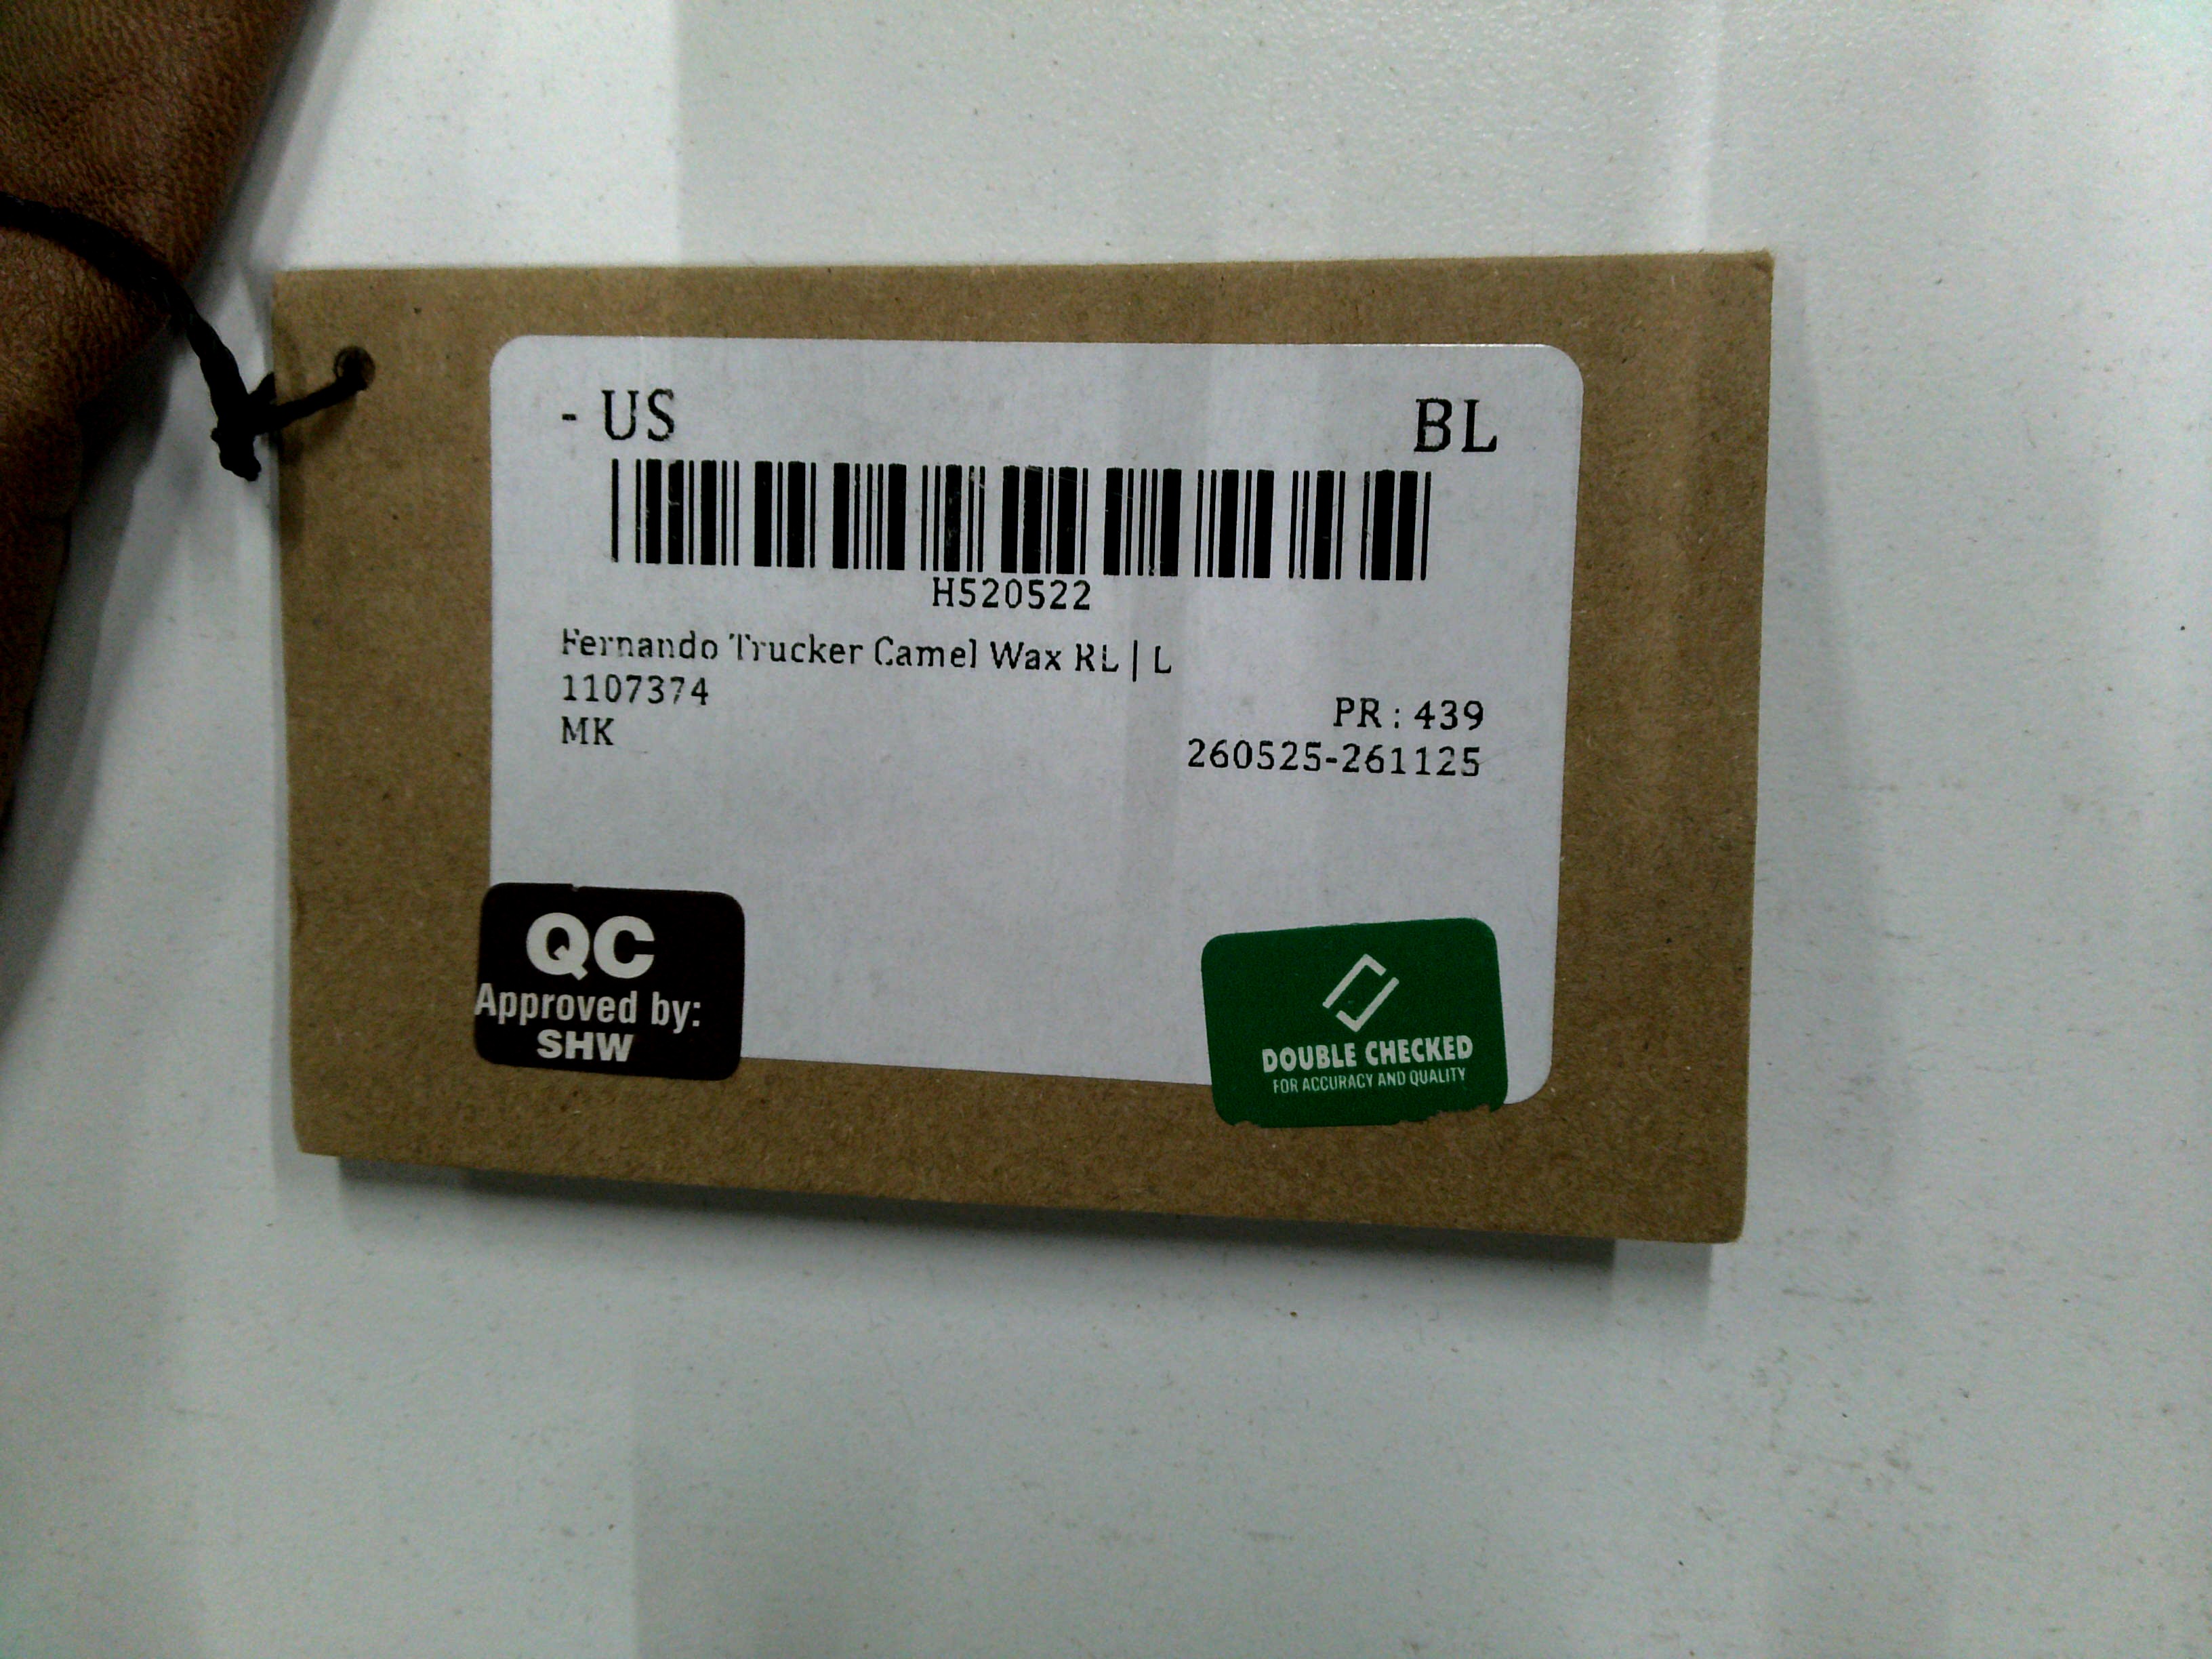 - US BL
H520522
Fernando Trucker Camel Wax RL | L
1107374
PR : 439
MK
260525-261125
QC
Approved by:
SHW
DOUBLE CHECKED
FOR ACCURACY AND QUALITY